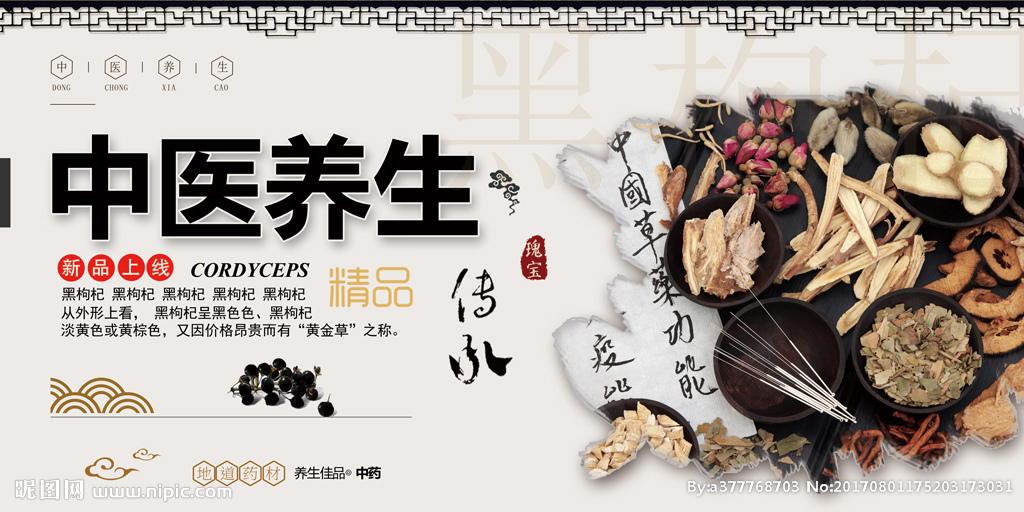 黑枸杞
中 医 养 生
DONG CHONG XIA CAO
中医养生
新品上线 CORDYCEPS 精品
黑枸杞 黑枸杞 黑枸杞 黑枸杞 黑枸杞
从外形上看， 黑枸杞呈黑色色、黑枸杞
淡黄色或黄棕色，又因价格昂贵而有“黄金草”之称。
瑰宝
传承
中國草藥功能
疫能
地道药材 养生佳品® 中药
昵图网 www.nipic.com
By:a377768703 No:20170801175203173031